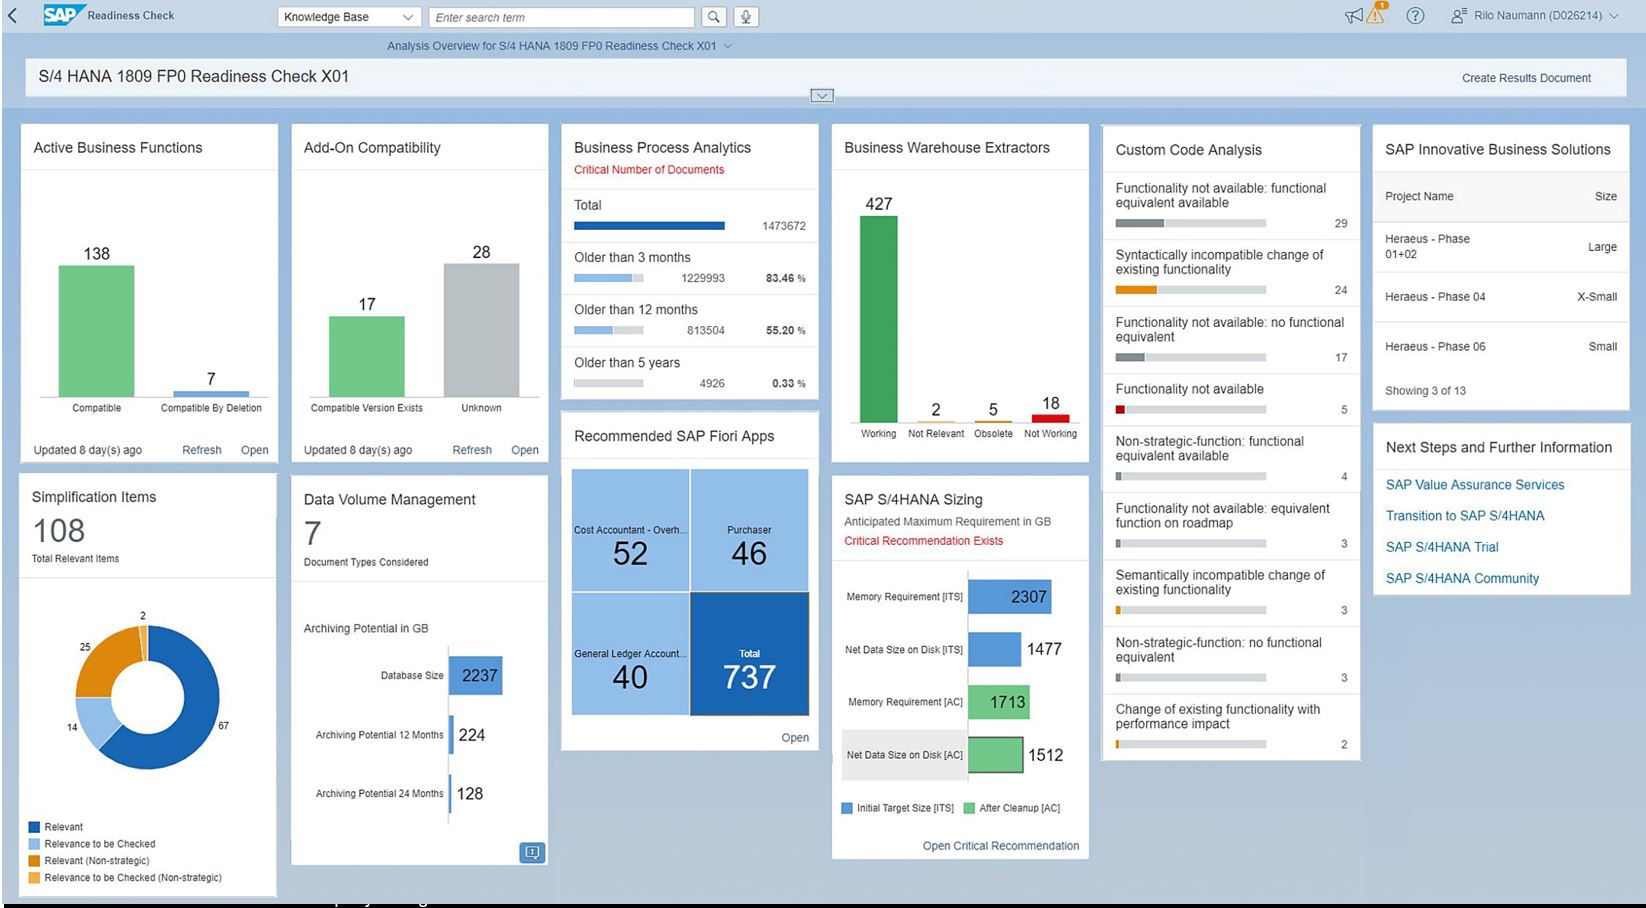 SAP Readiness Check
Knowledge Base
Enter search term
1
Rilo Naumann (D026214)
Analysis Overview for S/4 HANA 1809 FP0 Readiness Check X01
S/4 HANA 1809 FP0 Readiness Check X01
Create Results Document
Active Business Functions
138
7
Compatible
Compatible By Deletion
Updated 8 day(s) ago
Refresh
Open
Add-On Compatibility
28
17
Compatible Version Exists
Unknown
Updated 8 day(s) ago
Refresh
Open
Business Process Analytics
Critical Number of Documents
Total
1473672
Older than 3 months
1229993 83.46 %
Older than 12 months
813504 55.20 %
Older than 5 years
4926 0.33 %
Business Warehouse Extractors
427
2
5
18
Working
Not Relevant
Obsolete
Not Working
Custom Code Analysis
Functionality not available: functional
equivalent available
29
Syntactically incompatible change of
existing functionality
24
Functionality not available: no functional
equivalent
17
Functionality not available
5
Non-strategic-function: functional
equivalent available
4
Functionality not available: equivalent
function on roadmap
3
Semantically incompatible change of
existing functionality
3
Non-strategic-function: no functional
equivalent
3
Change of existing functionality with
performance impact
2
SAP Innovative Business Solutions
Project Name Size
Heraeus - Phase
01+02
Large
Heraeus - Phase 04 X-Small
Heraeus - Phase 06 Small
Showing 3 of 13
Next Steps and Further Information
SAP Value Assurance Services
Transition to SAP S/4HANA
SAP S/4HANA Trial
SAP S/4HANA Community
Simplification Items
108
Total Relevant Items
2
25
14
67
Relevant
Relevance to be Checked
Relevant (Non-strategic)
Relevance to be Checked (Non-strategic)
Data Volume Management
7
Document Types Considered
Archiving Potential in GB
Database Size 2237
Archiving Potential 12 Months 224
Archiving Potential 24 Months 128
Recommended SAP Fiori Apps
Cost Accountant - Overh...
52
Purchaser
46
General Ledger Account...
40
Total
737
Open
SAP S/4HANA Sizing
Anticipated Maximum Requirement in GB
Critical Recommendation Exists
Memory Requirement [ITS] 2307
Net Data Size on Disk [ITS] 1477
Memory Requirement [AC] 1713
Net Data Size on Disk [AC] 1512
Initial Target Size [ITS]
After Cleanup [AC]
Open Critical Recommendation